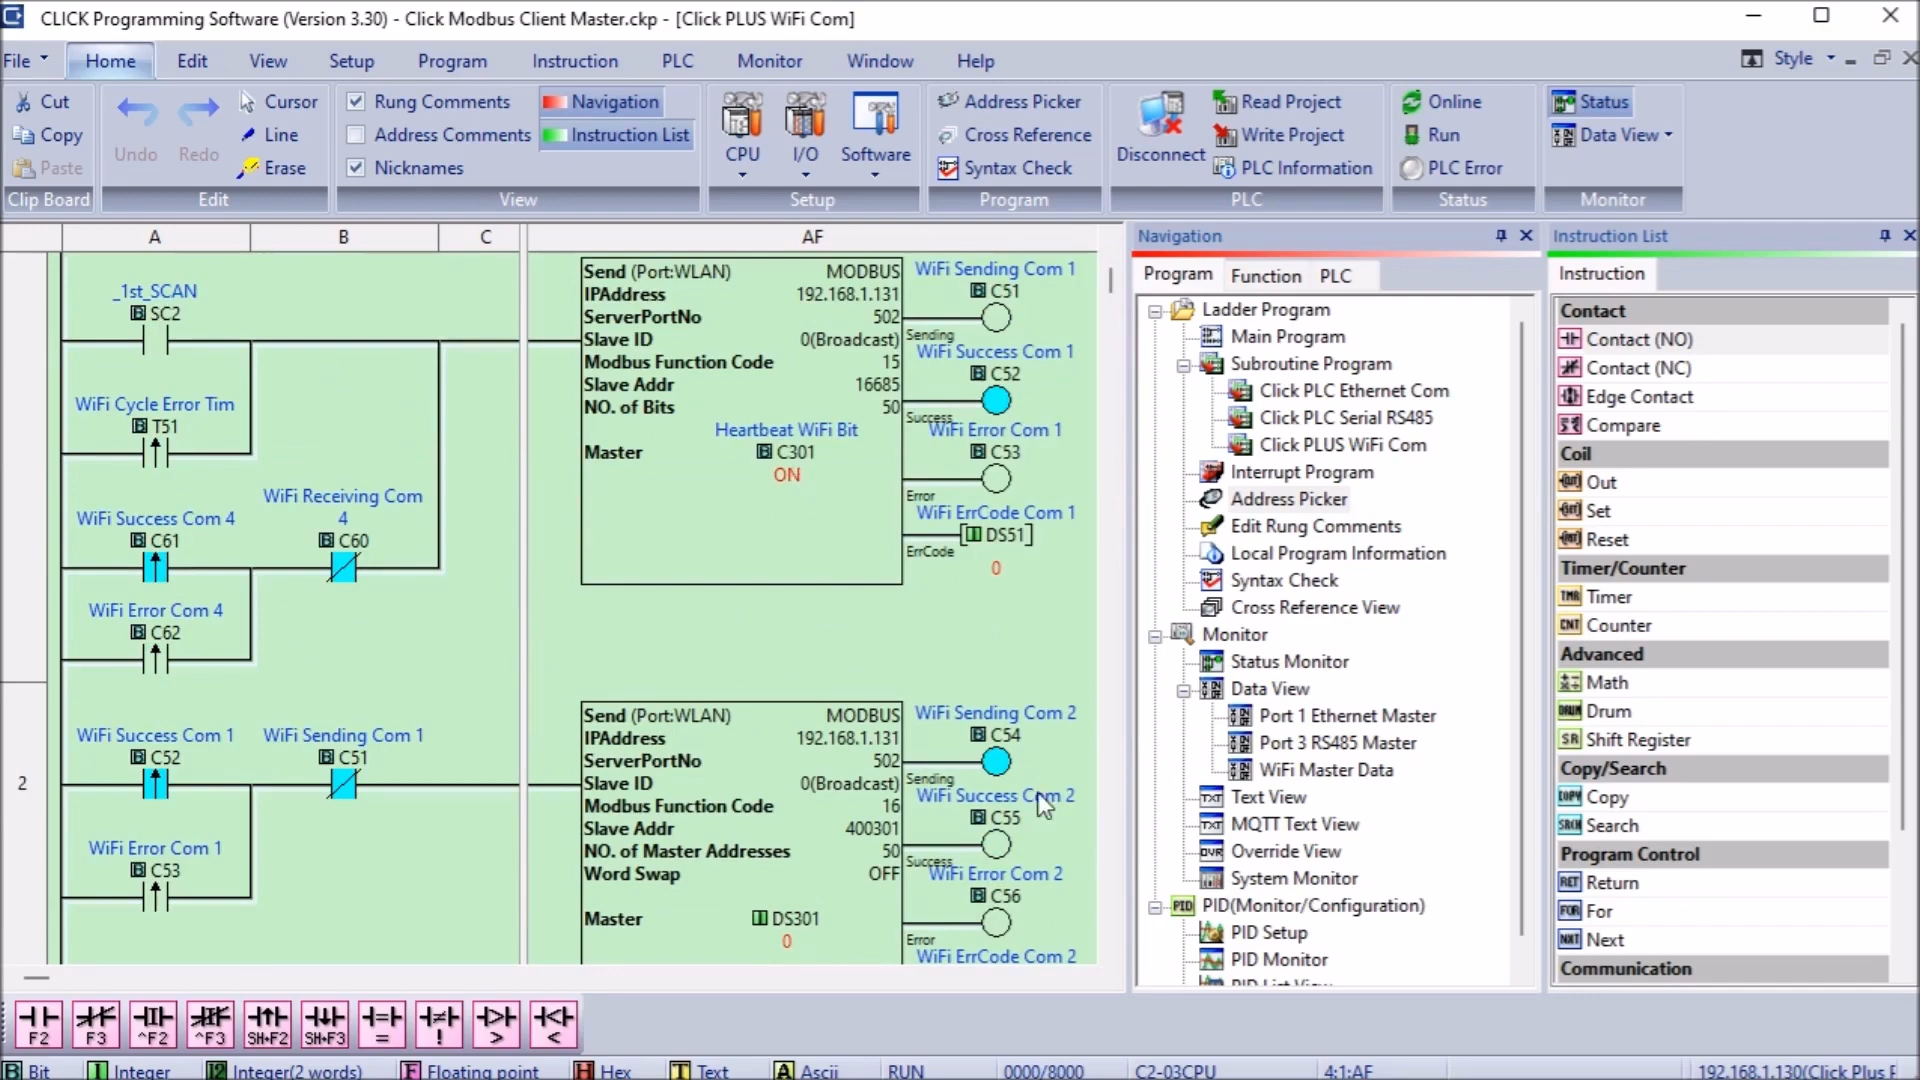 CLICK Programming Software (Version 3.30) - Click Modbus Client Master.ckp - [Click PLUS WiFi Com]
File Home Edit View Setup Program Instruction PLC Monitor Window Help Style
Cut Cursor Rung Comments Navigation Address Picker Read Project Online Status
Copy Line Address Comments Instruction List Cross Reference Write Project Run Data View
Paste Undo Redo Erase Nicknames CPU I/O Software Syntax Check Disconnect PLC Information PLC Error
Clip Board Edit View Setup Program PLC Status Monitor
A B C AF
_1st_SCAN
SC2
WiFi Cycle Error Tim
T51
WiFi Success Com 4
C61
WiFi Receiving Com
4
C60
WiFi Error Com 4
C62
Send (Port:WLAN) MODBUS
IPAddress 192.168.1.131
ServerPortNo 502
Slave ID 0(Broadcast)
Modbus Function Code 15
Slave Addr 16685
NO. of Bits 50
Heartbeat WiFi Bit
Master C301
ON
WiFi Sending Com 1
C51
Sending
WiFi Success Com 1
C52
Success
WiFi Error Com 1
C53
Error
WiFi ErrCode Com 1
DS51
ErrCode
0
2
WiFi Success Com 1
C52
WiFi Sending Com 1
C51
WiFi Error Com 1
C53
Send (Port:WLAN) MODBUS
IPAddress 192.168.1.131
ServerPortNo 502
Slave ID 0(Broadcast)
Modbus Function Code 16
Slave Addr 400301
NO. of Master Addresses 50
Word Swap OFF
Master DS301
0
WiFi Sending Com 2
C54
Sending
WiFi Success Com 2
C55
Success
WiFi Error Com 2
C56
Error
WiFi ErrCode Com 2
Navigation
Program Function PLC
Ladder Program
Main Program
Subroutine Program
Click PLC Ethernet Com
Click PLC Serial RS485
Click PLUS WiFi Com
Interrupt Program
Address Picker
Edit Rung Comments
Local Program Information
Syntax Check
Cross Reference View
Monitor
Status Monitor
Data View
Port 1 Ethernet Master
Port 3 RS485 Master
WiFi Master Data
Text View
MQTT Text View
Override View
System Monitor
PID PID(Monitor/Configuration)
PID Setup
PID Monitor
PID List View
Instruction List
Instruction
Contact
Contact (NO)
Contact (NC)
Edge Contact
Compare
Coil
Out
Set
Reset
Timer/Counter
TMR Timer
CNT Counter
Advanced
Math
DRUM Drum
SR Shift Register
Copy/Search
COPY Copy
SRCH Search
Program Control
RET Return
FOR For
NXT Next
Communication
F2 F3 ^F2 ^F3 SH+F2 SH+F3 = ! > <
B Bit I Integer I2 Integer(2 words) F Floating point H Hex T Text A Ascii RUN 0000/8000 C2-03CPU 4:1:AF 192.168.1.130(Click Plus